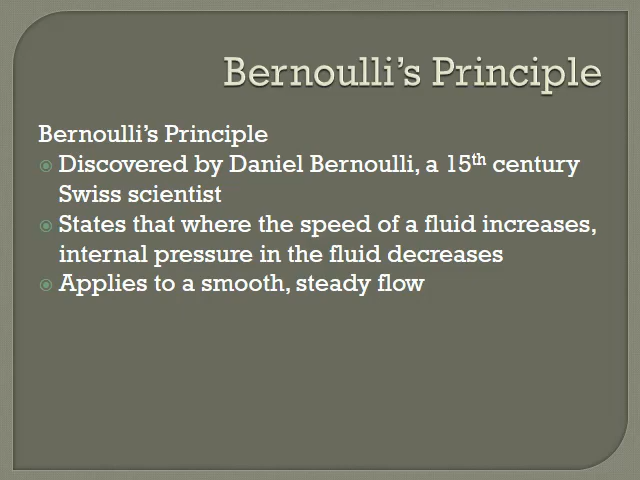 Bernoulli’s Principle
Bernoulli’s Principle
Discovered by Daniel Bernoulli, a 15th century
Swiss scientist
States that where the speed of a fluid increases,
internal pressure in the fluid decreases
Applies to a smooth, steady flow